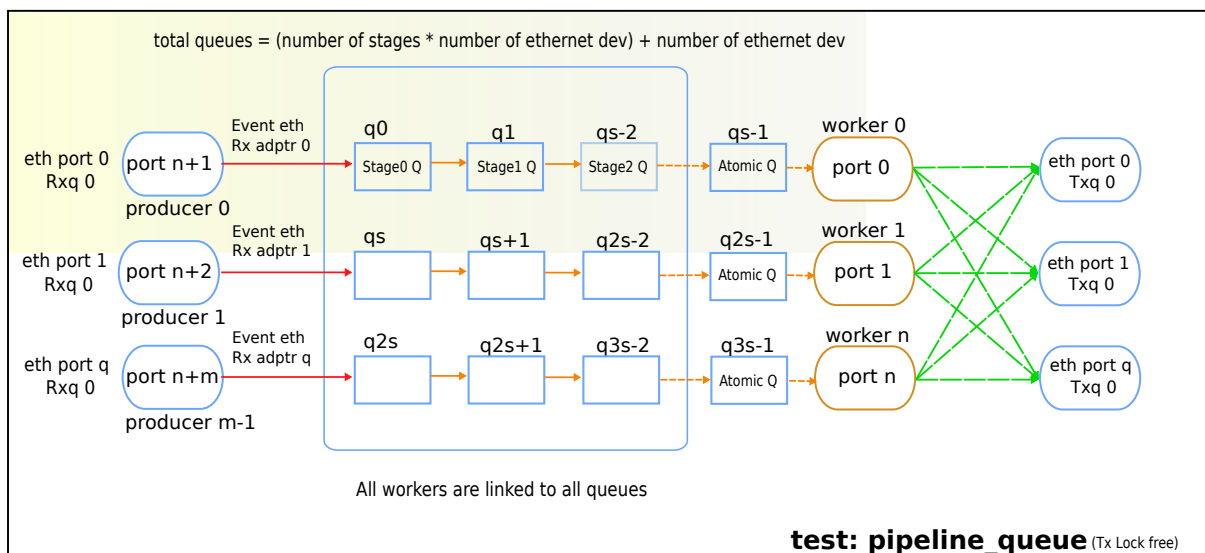 total queues = (number of stages * number of ethernet dev) + number of ethernet dev
eth port 0
Rxq 0
port n+1
producer 0
Event eth
Rx adptr 0
q0
Stage0 Q
q1
Stage1 Q
qs-2
Stage2 Q
qs-1
Atomic Q
worker 0
port 0
eth port 0
Txq 0
eth port 1
Rxq 0
port n+2
producer 1
Event eth
Rx adptr 1
qs
qs+1
q2s-2
q2s-1
Atomic Q
worker 1
port 1
eth port 1
Txq 0
eth port q
Rxq 0
port n+m
producer m-1
Event eth
Rx adptr q
q2s
q2s+1
q3s-2
q3s-1
Atomic Q
worker n
port n
eth port q
Txq 0
All workers are linked to all queues
test: pipeline_queue (Tx Lock free)